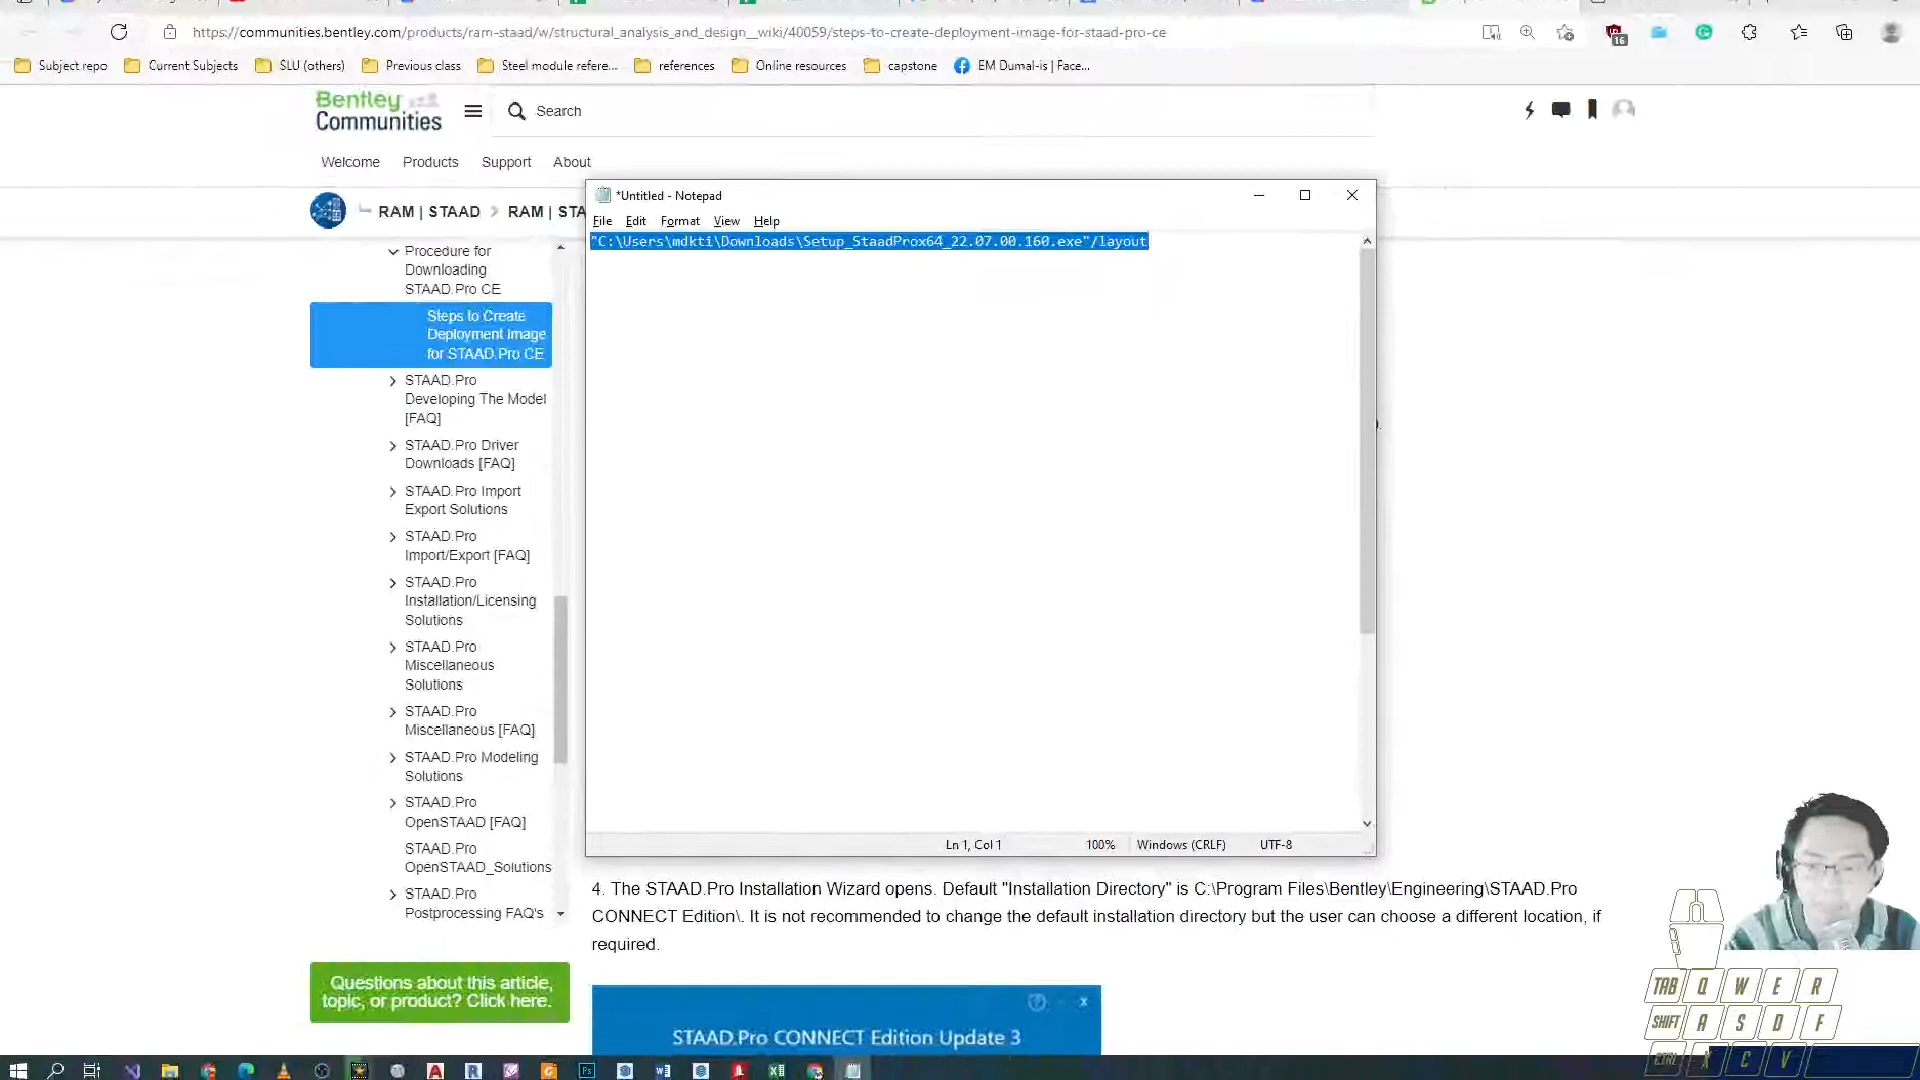 https://communities.bentley.com/products/ram-staad/w/structural_analysis_and_design__wiki/40059/steps-to-create-deployment-image-for-staad-pro-ce
16
Subject repo
Current Subjects
SLU (others)
Previous class
Steel module refere...
references
Online resources
capstone
EM Dumal-is | Face...
Bentley
Communities
Search
Welcome
Products
Support
About
RAM | STAAD
RAM | STA
*Untitled - Notepad
File
Edit
Format
View
Help
"C:\Users\mdkti\Downloads\Setup_StaadProx64_22.07.00.160.exe"/layout
Ln 1, Col 1
100%
Windows (CRLF)
UTF-8
Procedure for
Downloading
STAAD.Pro CE
Steps to Create
Deployment Image
for STAAD.Pro CE
STAAD.Pro
Developing The Model
[FAQ]
STAAD.Pro Driver
Downloads [FAQ]
STAAD.Pro Import
Export Solutions
STAAD.Pro
Import/Export [FAQ]
STAAD.Pro
Installation/Licensing
Solutions
STAAD.Pro
Miscellaneous
Solutions
STAAD.Pro
Miscellaneous [FAQ]
STAAD.Pro Modeling
Solutions
STAAD.Pro
OpenSTAAD [FAQ]
STAAD.Pro
OpenSTAAD_Solutions
STAAD.Pro
Postprocessing FAQ's
Questions about this article,
topic, or product? Click here.
4. The STAAD.Pro Installation Wizard opens. Default "Installation Directory" is C:\Program Files\Bentley\Engineering\STAAD.Pro
CONNECT Edition\. It is not recommended to change the default installation directory but the user can choose a different location, if
required.
STAAD.Pro CONNECT Edition Update 3
TAB Q W E R
SHIFT A S D F
CTRL X C V